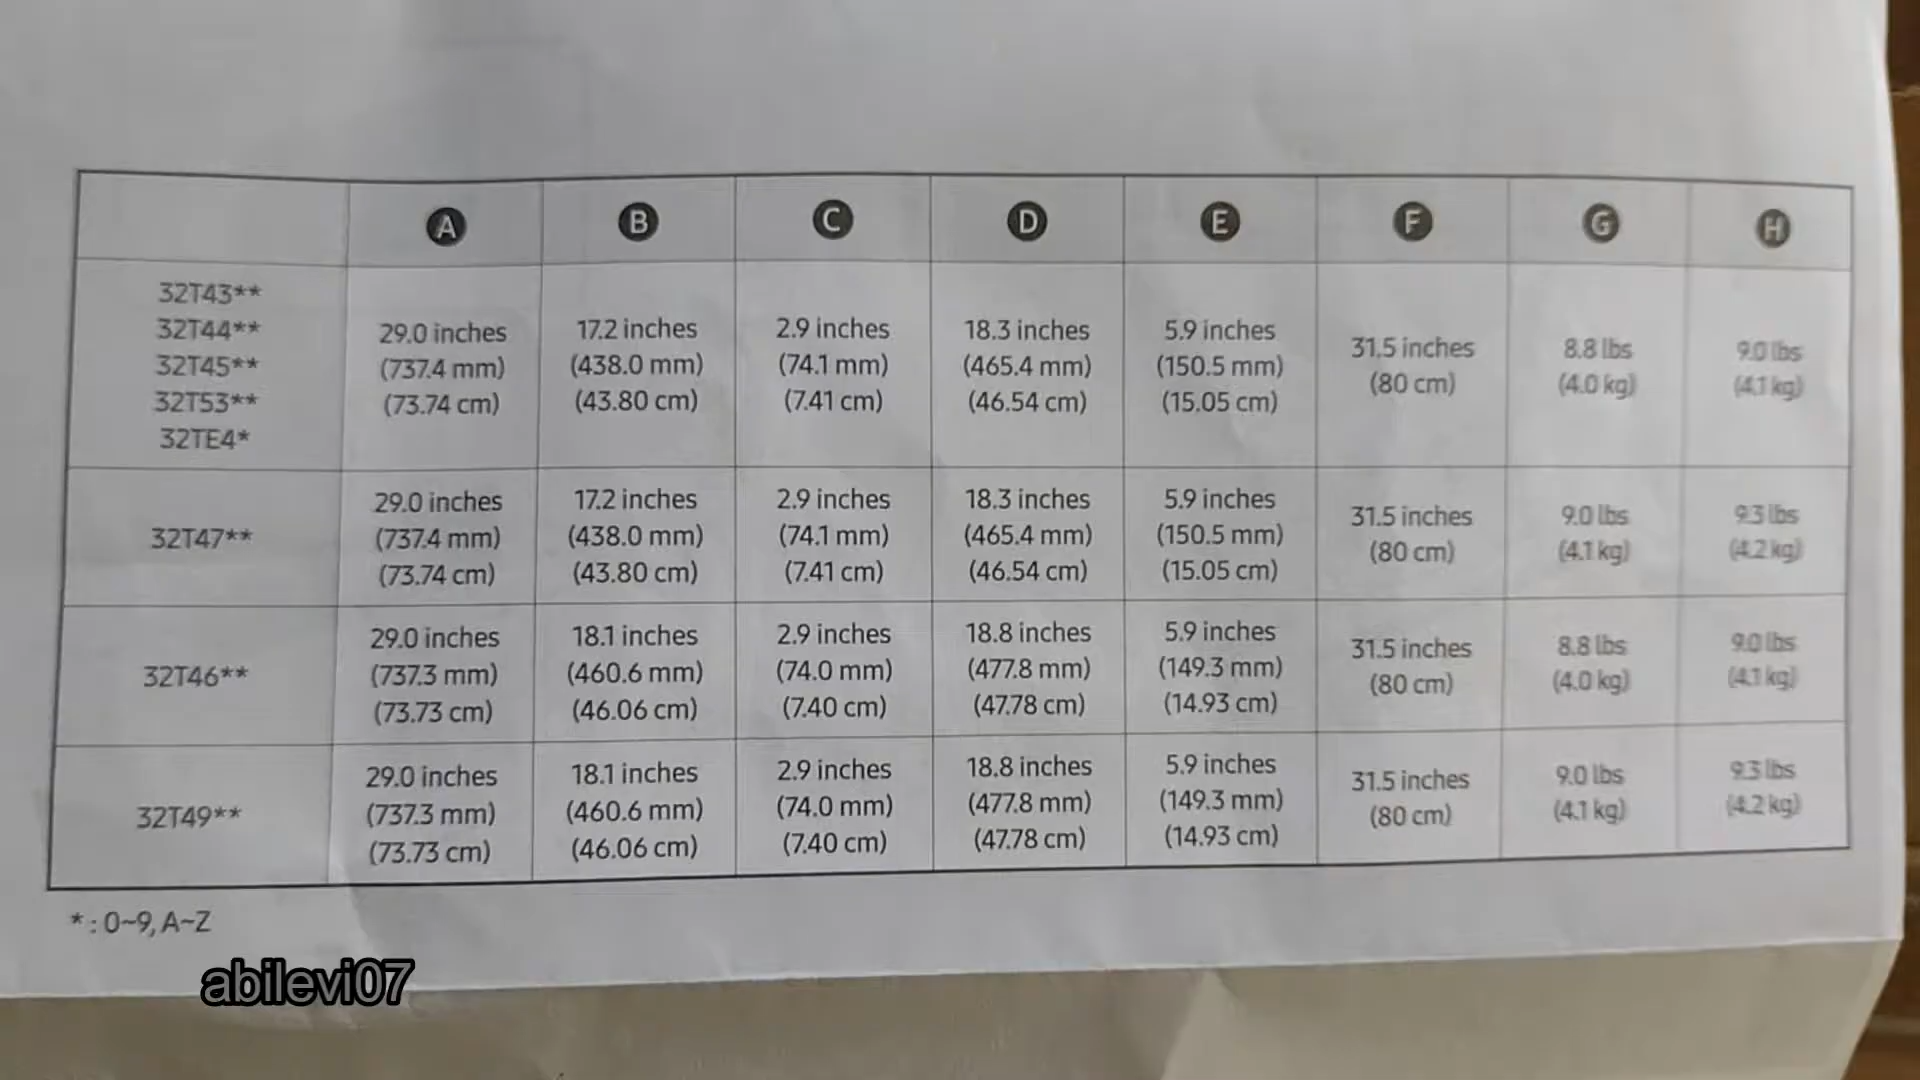 A B C D E F G H
32T43**
32T44**
32T45**
32T53**
32TE4*
29.0 inches
(737.4 mm)
(73.74 cm)
17.2 inches
(438.0 mm)
(43.80 cm)
2.9 inches
(74.1 mm)
(7.41 cm)
18.3 inches
(465.4 mm)
(46.54 cm)
5.9 inches
(150.5 mm)
(15.05 cm)
31.5 inches
(80 cm)
8.8 lbs
(4.0 kg)
9.0 lbs
(4.1 kg)
32T47**
29.0 inches
(737.4 mm)
(73.74 cm)
17.2 inches
(438.0 mm)
(43.80 cm)
2.9 inches
(74.1 mm)
(7.41 cm)
18.3 inches
(465.4 mm)
(46.54 cm)
5.9 inches
(150.5 mm)
(15.05 cm)
31.5 inches
(80 cm)
9.0 lbs
(4.1 kg)
9.3 lbs
(4.2 kg)
32T46**
29.0 inches
(737.3 mm)
(73.73 cm)
18.1 inches
(460.6 mm)
(46.06 cm)
2.9 inches
(74.0 mm)
(7.40 cm)
18.8 inches
(477.8 mm)
(47.78 cm)
5.9 inches
(149.3 mm)
(14.93 cm)
31.5 inches
(80 cm)
8.8 lbs
(4.0 kg)
9.0 lbs
(4.1 kg)
32T49**
29.0 inches
(737.3 mm)
(73.73 cm)
18.1 inches
(460.6 mm)
(46.06 cm)
2.9 inches
(74.0 mm)
(7.40 cm)
18.8 inches
(477.8 mm)
(47.78 cm)
5.9 inches
(149.3 mm)
(14.93 cm)
31.5 inches
(80 cm)
9.0 lbs
(4.1 kg)
9.3 lbs
(4.2 kg)
* : 0~9, A~Z
abilevi07